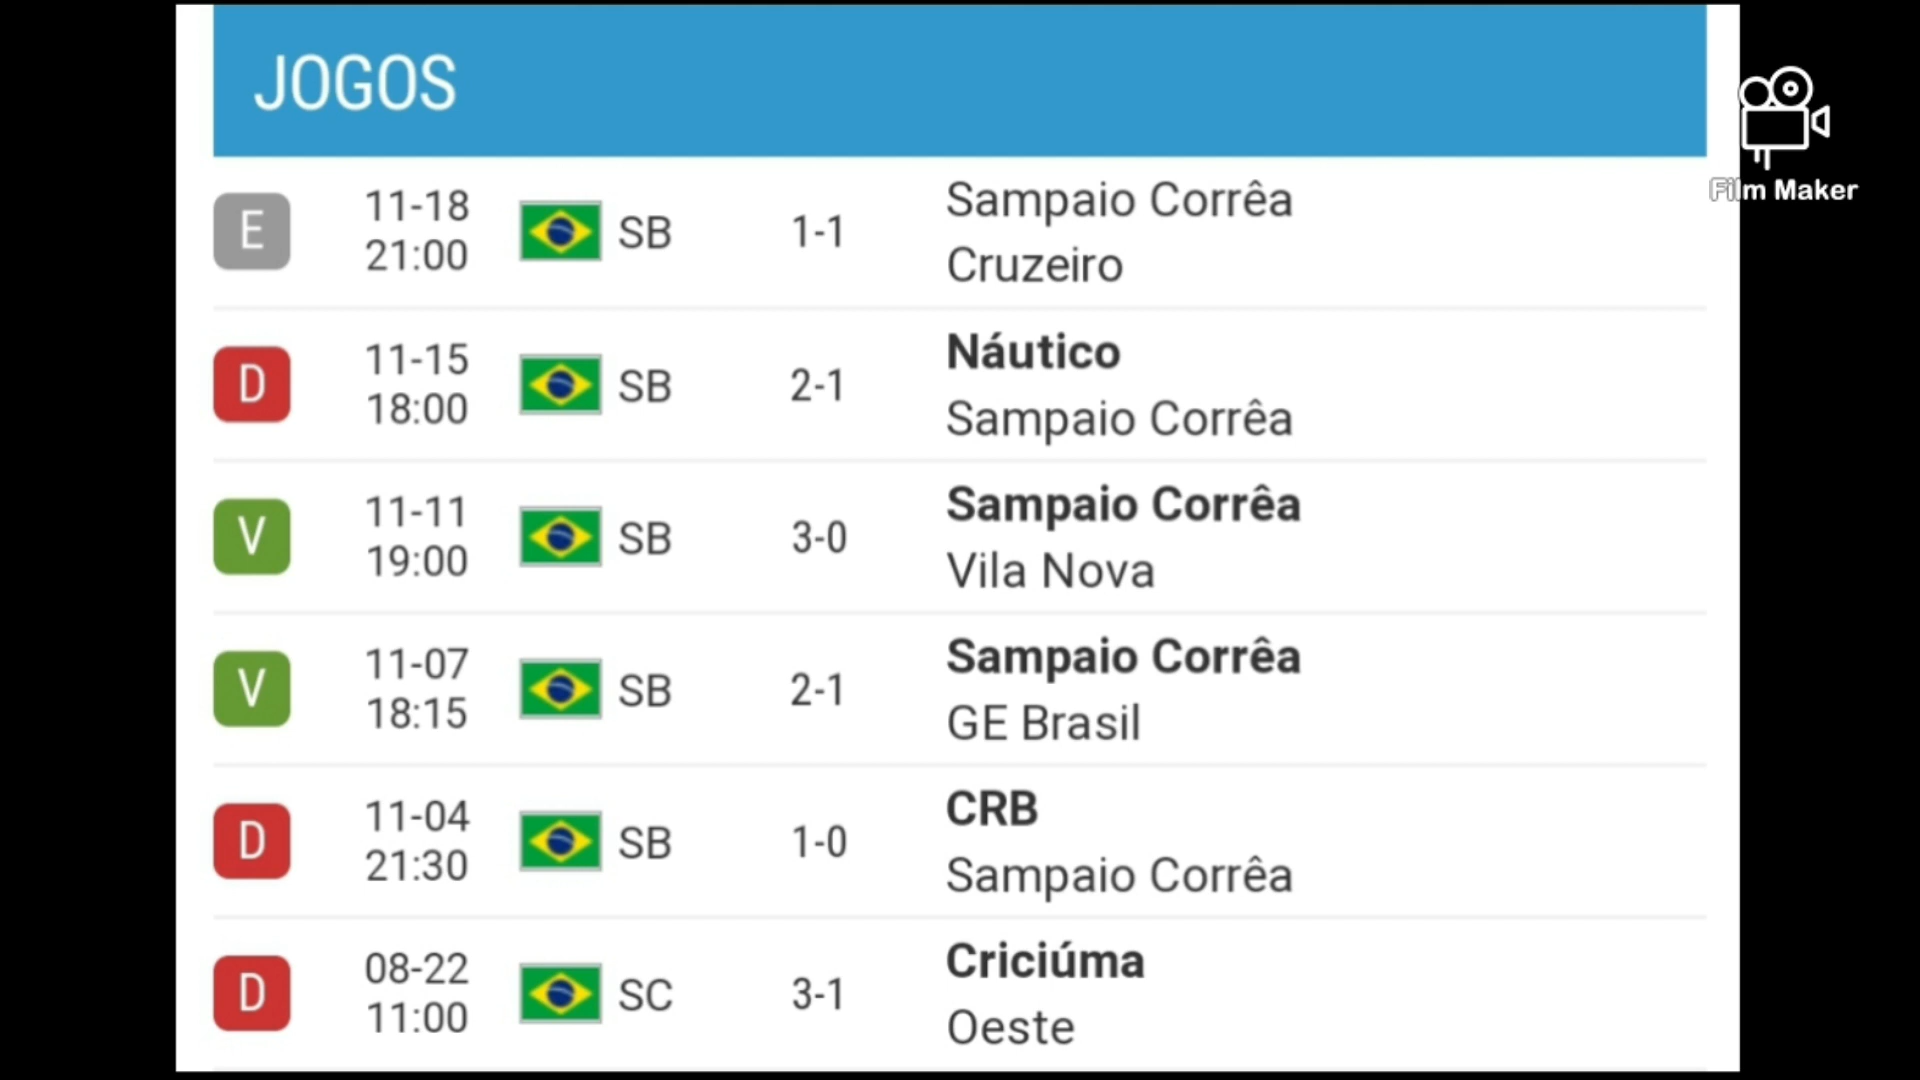 JOGOS
Film Maker
E 11-18 21:00 SB 1-1 Sampaio Corrêa Cruzeiro
D 11-15 18:00 SB 2-1 Náutico Sampaio Corrêa
V 11-11 19:00 SB 3-0 Sampaio Corrêa Vila Nova
V 11-07 18:15 SB 2-1 Sampaio Corrêa GE Brasil
D 11-04 21:30 SB 1-0 CRB Sampaio Corrêa
D 08-22 11:00 SC 3-1 Criciúma Oeste